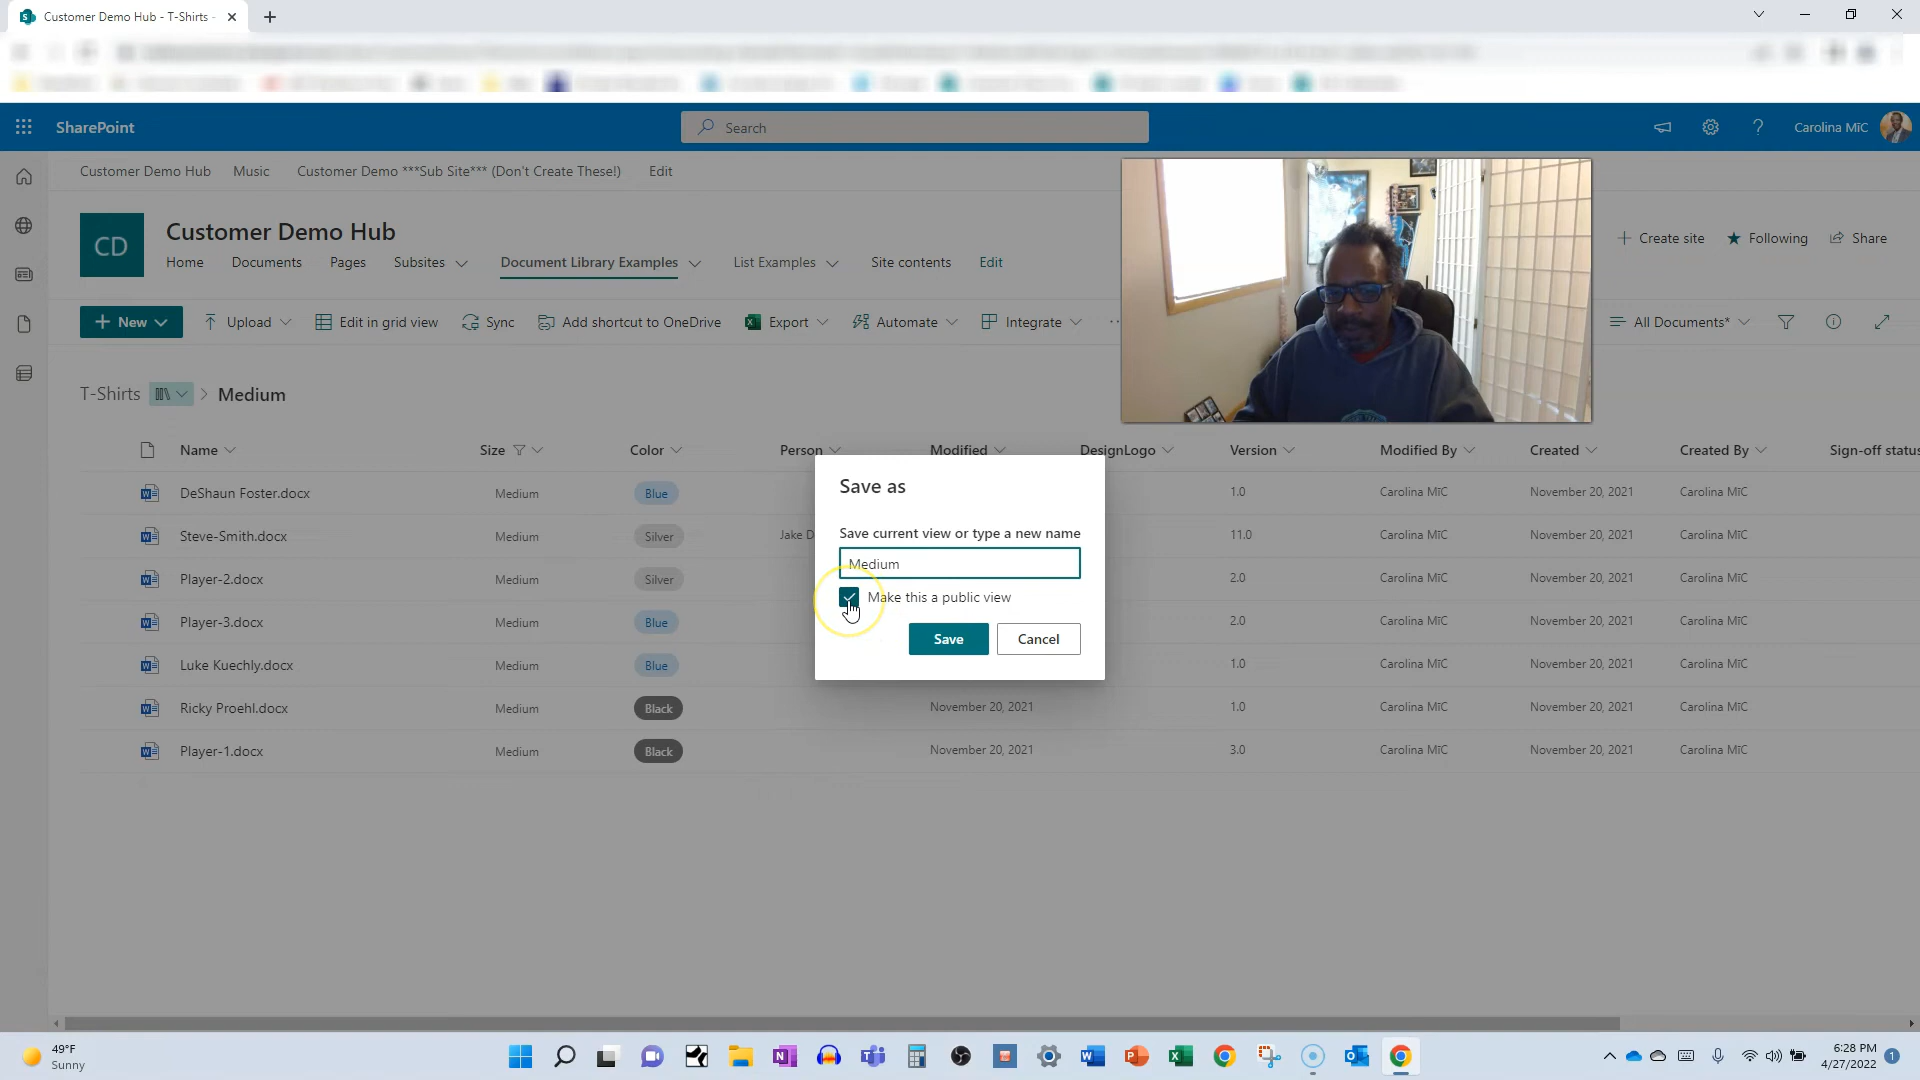 Customer Demo Hub - T-Shirts -
SharePoint
Search
Carolina MiC
Customer Demo Hub
Music
Customer Demo ***Sub Site*** (Don't Create These!)
Edit
CD
Customer Demo Hub
Home
Documents
Pages
Subsites
Document Library Examples
List Examples
Site contents
Edit
Create site
Following
Share
New
Upload
Edit in grid view
Sync
Add shortcut to OneDrive
Export
Automate
Integrate
All Documents*
T-Shirts > Medium
Name Size Color Person Modified DesignLogo Version Modified By Created Created By Sign-off status
DeShaun Foster.docx Medium Blue 1.0 Carolina MiC November 20, 2021 Carolina MiC
Steve-Smith.docx Medium Silver Jake D 11.0 Carolina MiC November 20, 2021 Carolina MiC
Player-2.docx Medium Silver 2.0 Carolina MiC November 20, 2021 Carolina MiC
Player-3.docx Medium Blue 2.0 Carolina MiC November 20, 2021 Carolina MiC
Luke Kuechly.docx Medium Blue 1.0 Carolina MiC November 20, 2021 Carolina MiC
Ricky Proehl.docx Medium Black November 20, 2021 1.0 Carolina MiC November 20, 2021 Carolina MiC
Player-1.docx Medium Black November 20, 2021 3.0 Carolina MiC November 20, 2021 Carolina MiC
Save as
Save current view or type a new name
Medium
Make this a public view
Save
Cancel
49°F
Sunny
6:28 PM
4/27/2022
1